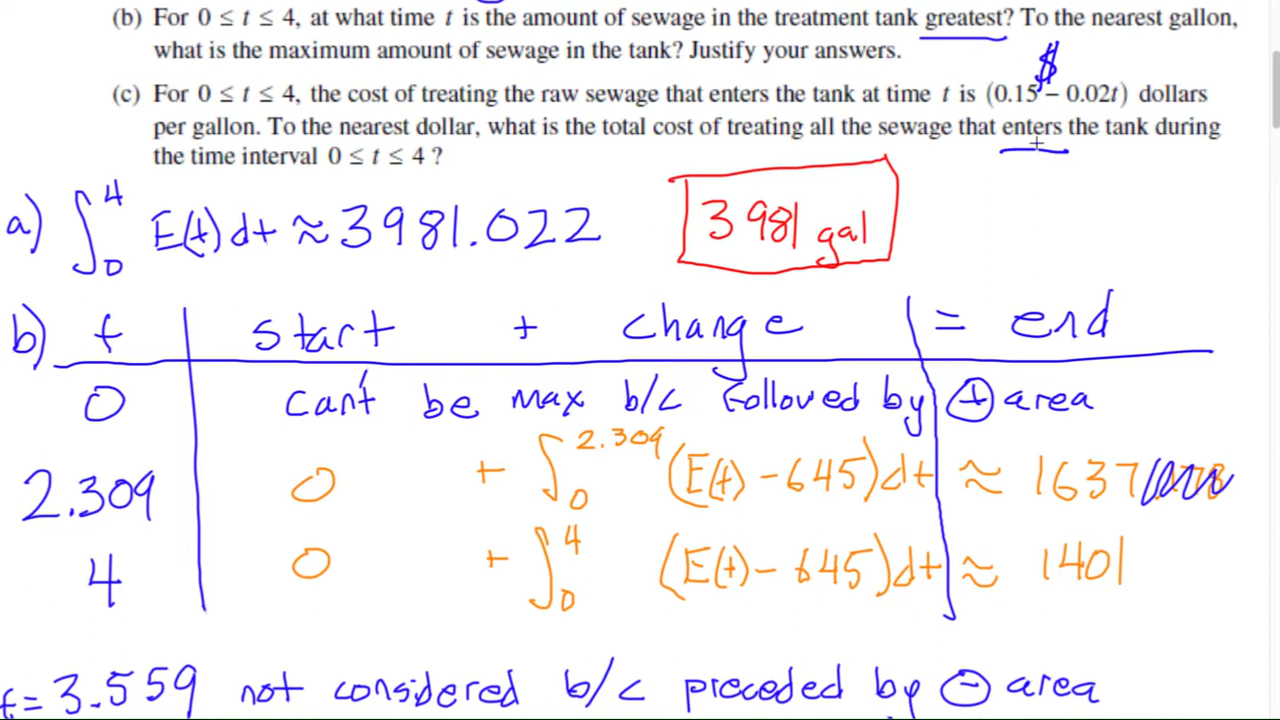 (b) For 0 ≤ t ≤ 4, at what time t is the amount of sewage in the treatment tank greatest? To the nearest gallon,
what is the maximum amount of sewage in the tank? Justify your answers.
$
(c) For 0 ≤ t ≤ 4, the cost of treating the raw sewage that enters the tank at time t is (0.15 − 0.02t) dollars
per gallon. To the nearest dollar, what is the total cost of treating all the sewage that enters the tank during
the time interval 0 ≤ t ≤ 4 ?
a) ∫₀⁴ E(t) dt ≈ 3981.022 3981 gal
b) t start + change = end
0 can't be max b/c followed by ⊕ area
2.309 0 + ∫₀^2.309 (E(t) − 645) dt ≈ 1637
4 0 + ∫₀⁴ (E(t) − 645) dt ≈ 1401
t = 3.559 not considered b/c preceded by ⊖ area